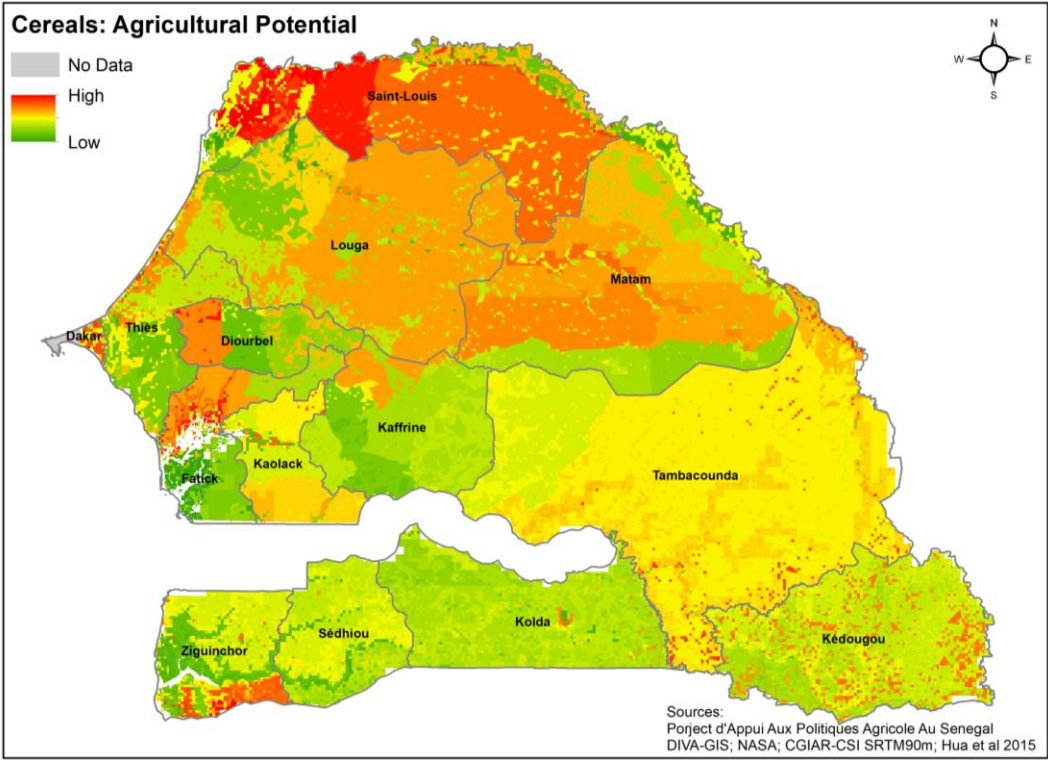 Cereals: Agricultural Potential
No Data
High
Low
N
W E
S
Saint-Louis
Louga
Matam
Dakar
Thiès
Diourbel
Kaffrine
Fatick
Kaolack
Tambacounda
Ziguinchor
Sédhiou
Kolda
Kédougou
Sources:
Porject d'Appui Aux Politiques Agricole Au Senegal
DIVA-GIS; NASA; CGIAR-CSI SRTM90m; Hua et al 2015